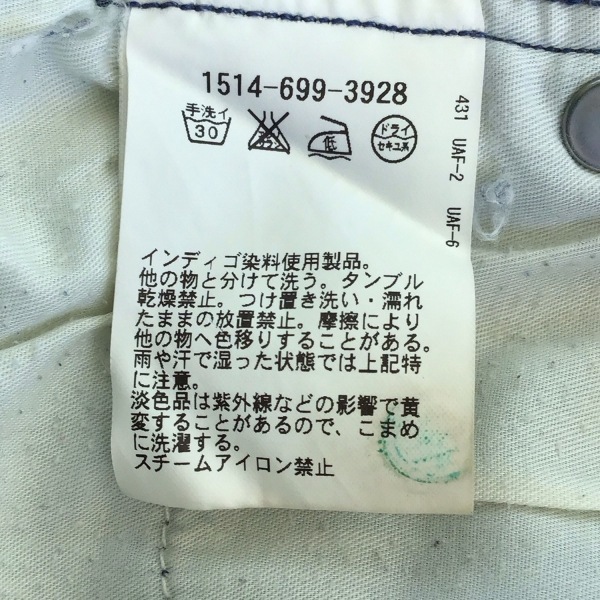 1514-699-3928
手洗イ
30
エンソサラシ
低
ドライ
セキユ系
431 UAF-2 UAF-6
インディゴ染料使用製品。
他の物と分けて洗う。タンブル
乾燥禁止。つけ置き洗い・濡れ
たままの放置禁止。摩擦により
他の物へ色移りすることがある。
雨や汗で湿った状態では上記特
に注意。
淡色品は紫外線などの影響で黄
変することがあるので、こまめ
に洗濯する。
スチームアイロン禁止